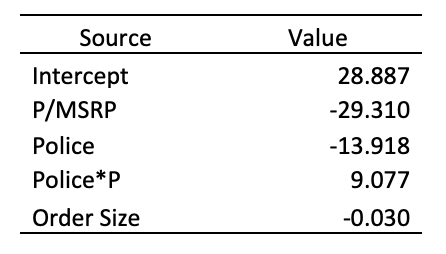 Source Value
Intercept 28.887
P/MSRP -29.310
Police -13.918
Police*P 9.077
Order Size -0.030